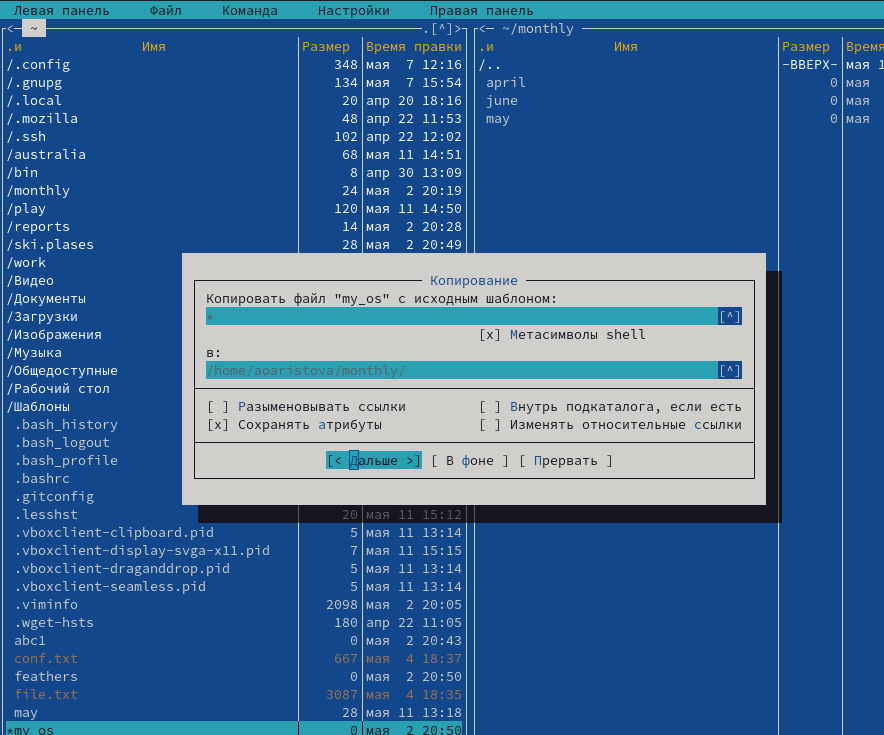 Левая панель Файл Команда Настройки Правая панель
<─ ~ .[^]> <─ ~/monthly
.и Имя Размер Время правки .и Имя Размер Время
/.config 348 мая 7 12:16 /.. -ВВЕРХ- мая 1
/.gnupg 134 мая 7 15:54 april 0 мая
/.local 20 апр 20 18:16 june 0 мая
/.mozilla 48 апр 22 11:53 may 0 мая
/.ssh 102 апр 22 12:02
/australia 68 мая 11 14:51
/bin 8 апр 30 13:09
/monthly 24 мая 2 20:19
/play 120 мая 11 14:50
/reports 14 мая 2 20:28
/ski.plases 28 мая 2 20:49
/work
/Видео Копирование
/Документы Копировать файл "my_os" с исходным шаблоном:
/Загрузки * [^]
/Изображения [x] Метасимволы shell
/Музыка в:
/Общедоступные /home/aoaristova/monthly/ [^]
/Рабочий стол
/Шаблоны [ ] Разыменовывать ссылки [ ] Внутрь подкаталога, если есть
.bash_history [x] Сохранять атрибуты [ ] Изменять относительные ссылки
.bash_logout
.bash_profile [< Дальше >] [ В фоне ] [ Прервать ]
.bashrc
.gitconfig
.lesshst 20 мая 11 15:12
.vboxclient-clipboard.pid 5 мая 11 13:14
.vboxclient-display-svga-x11.pid 7 мая 11 15:15
.vboxclient-draganddrop.pid 5 мая 11 13:14
.vboxclient-seamless.pid 5 мая 11 13:14
.viminfo 2098 мая 2 20:05
.wget-hsts 180 апр 22 11:05
abc1 0 мая 2 20:43
conf.txt 667 мая 4 18:37
feathers 0 мая 2 20:50
file.txt 3087 мая 4 18:35
may 28 мая 11 13:18
*my_os 0 мая 2 20:50